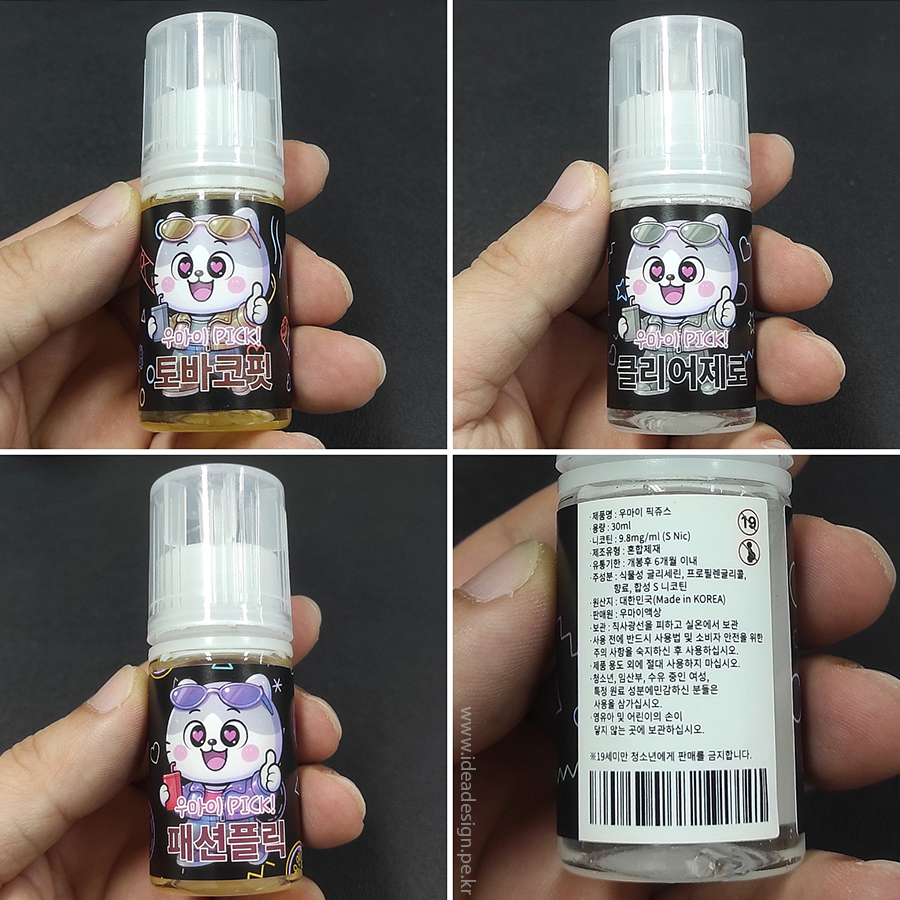 우마이 PICK!
토바코핏
우마이 PICK!
클리어제로
우마이 PICK!
패션플릭
· 제품명 : 우마이 픽쥬스
· 용량 : 30ml
· 니코틴 : 9.8mg/ml (S Nic)
· 제조유형 : 혼합제재
· 유통기한 : 개봉후 6개월 이내
· 주성분 : 식물성 글리세린, 프로필렌글리콜,
향료, 합성 S 니코틴
· 원산지 : 대한민국(Made in KOREA)
· 판매원 : 우마이액상
· 보관 : 직사광선을 피하고 실온에서 보관
· 사용 전에 반드시 사용법 및 소비자 안전을 위한
주의 사항을 숙지하신 후 사용하십시오.
· 제품 용도 외에 절대 사용하지 마십시오.
· 청소년, 임산부, 수유 중인 여성,
특정 원료 성분에민감하신 분들은
사용을 삼가십시오.
· 영유아 및 어린이의 손이
닿지 않는 곳에 보관하십시오.
※19세미만 청소년에게 판매를 금지합니다.
19
www.ideadesign.pe.kr